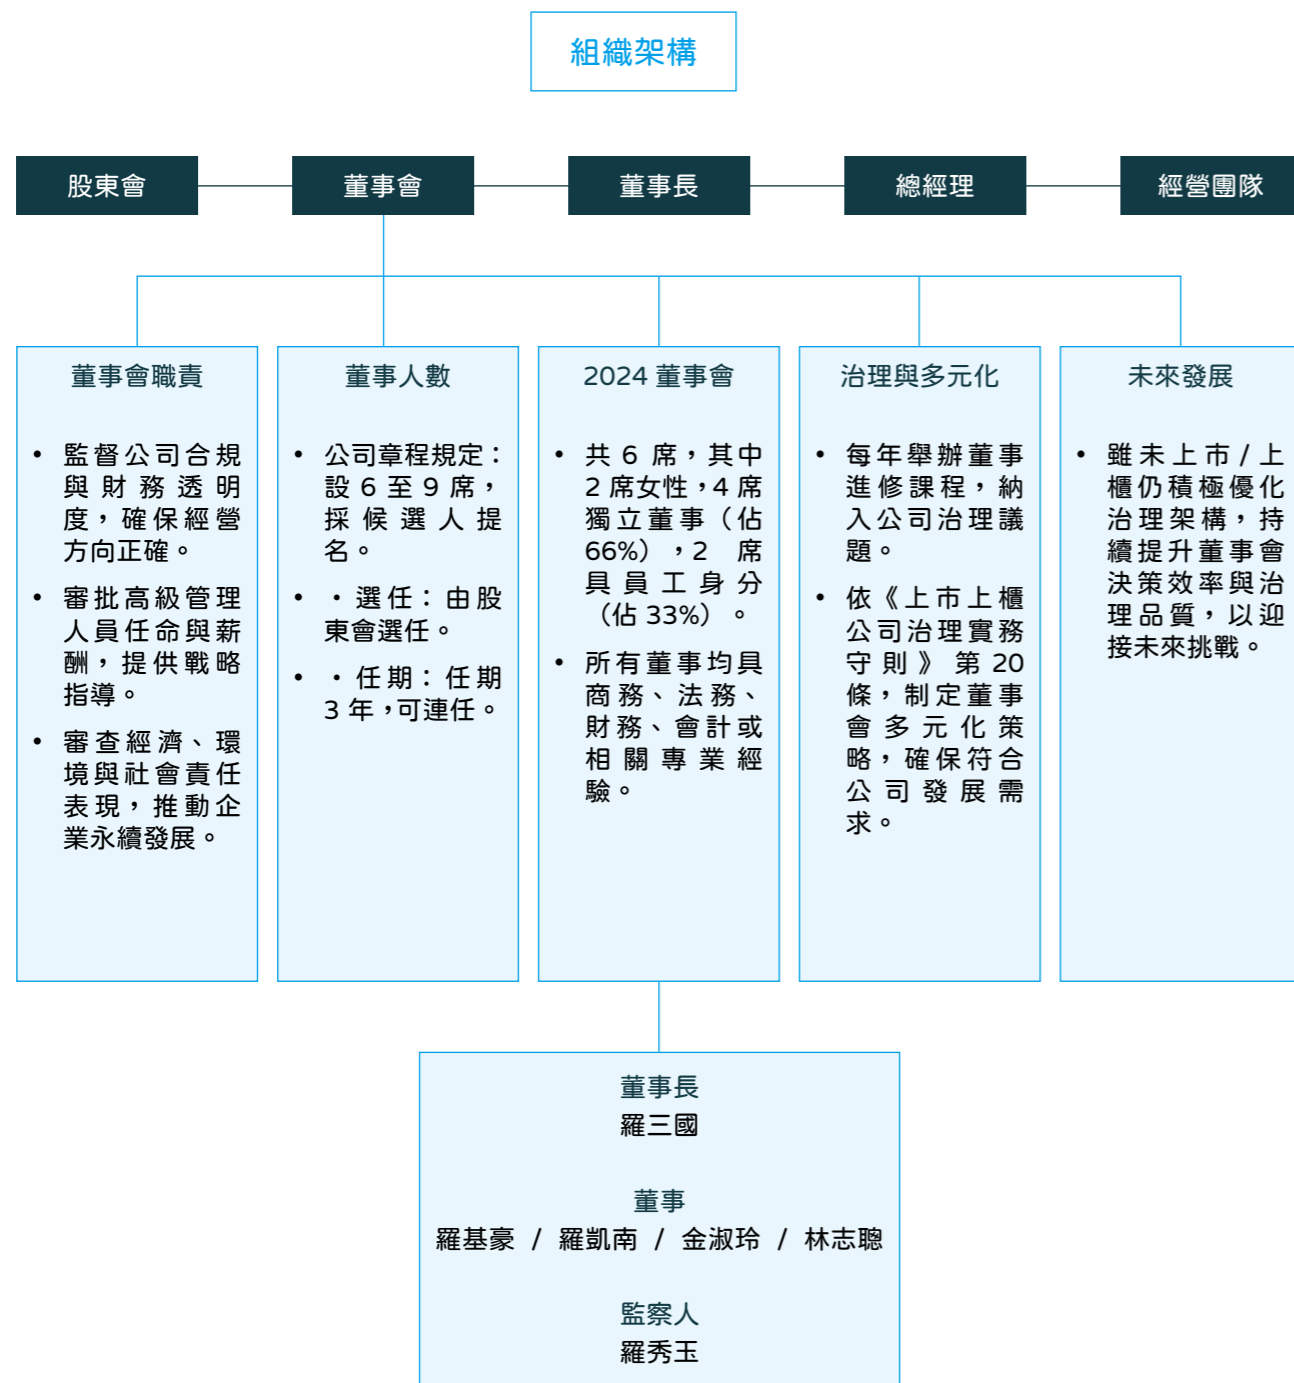 組織架構
股東會
董事會
董事長
總經理
經營團隊
董事會職責
• 監督公司合規
與財務透明
度，確保經營
方向正確。
• 審批高級管理
人員任命與薪
酬，提供戰略
指導。
• 審查經濟、環
境與社會責任
表現，推動企
業永續發展。
董事人數
• 公司章程規定：
設 6 至 9 席，
採候選人提
名。
• ・選任：由股
東會選任。
• ・任期：任期
3 年，可連任。
2024 董事會
• 共 6 席，其中
2 席女性，4 席
獨立董事（佔
66%），2 席
具員工身分
（佔 33%）。
• 所有董事均具
商務、法務、
財務、會計或
相關專業經
驗。
治理與多元化
• 每年舉辦董事
進修課程，納
入公司治理議
題。
• 依《上市上櫃
公司治理實務
守則》第 20
條，制定董事
會多元化策
略，確保符合
公司發展需
求。
未來發展
• 雖未上市 / 上
櫃仍積極優化
治理架構，持
續提升董事會
決策效率與治
理品質，以迎
接未來挑戰。
董事長
羅三國
董事
羅基豪 / 羅凱南 / 金淑玲 / 林志聰
監察人
羅秀玉